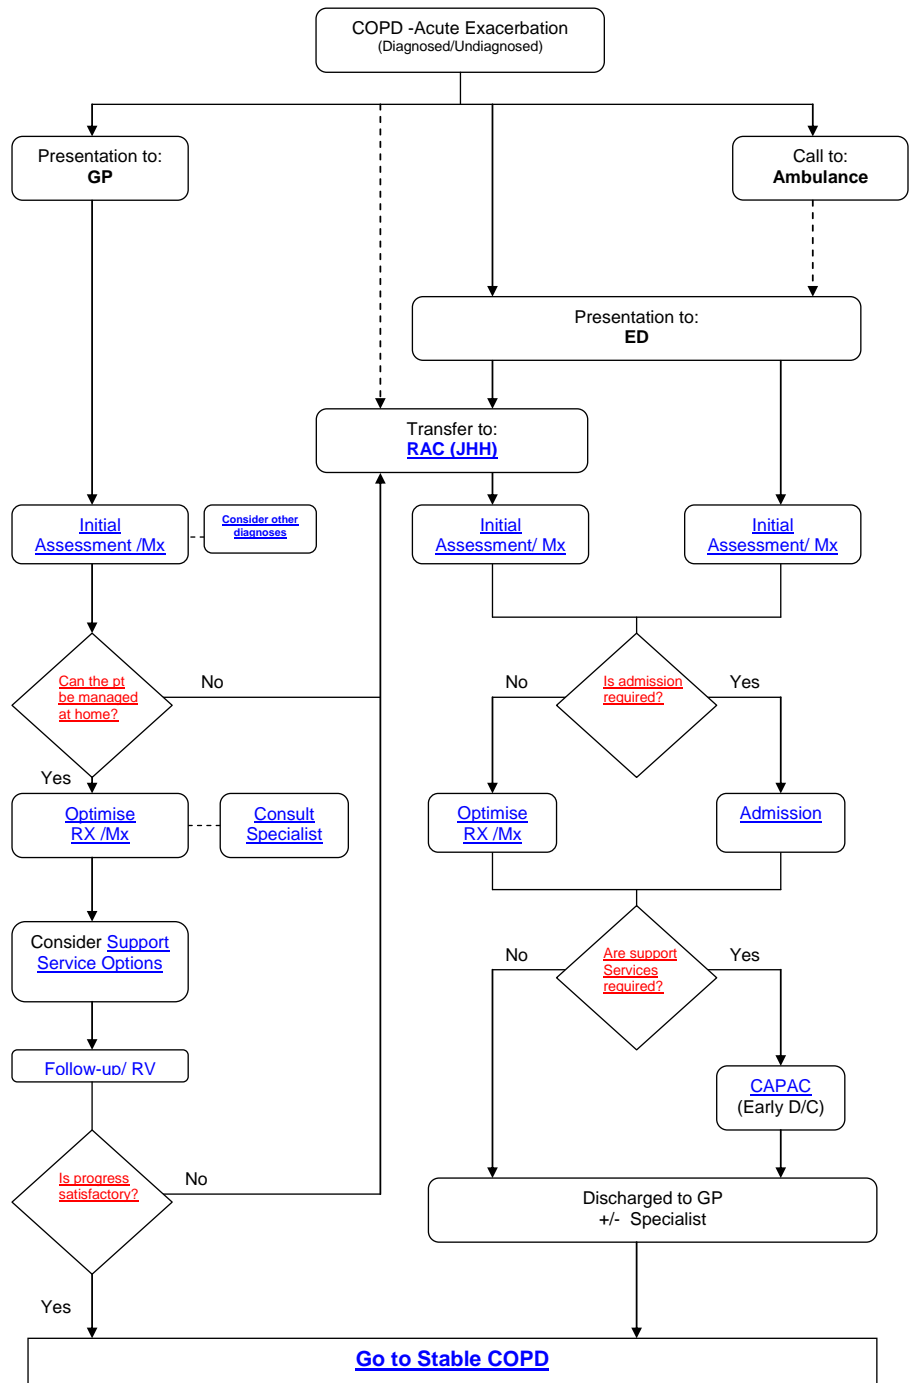 COPD -Acute Exacerbation
(Diagnosed/Undiagnosed)
Presentation to:
GP
Call to:
Ambulance
Presentation to:
ED
Transfer to:
RAC (JHH)
Initial
Assessment /Mx
Consider other
diagnoses
Initial
Assessment/ Mx
Initial
Assessment/ Mx
Can the pt
be managed
at home?
No
Yes
Is admission
required?
No
Yes
Optimise
RX /Mx
Consult
Specialist
Optimise
RX /Mx
Admission
Consider Support
Service Options
Are support
Services
required?
No
Yes
Follow-up/ RV
CAPAC
(Early D/C)
Is progress
satisfactory?
No
Yes
Discharged to GP
+/- Specialist
Go to Stable COPD